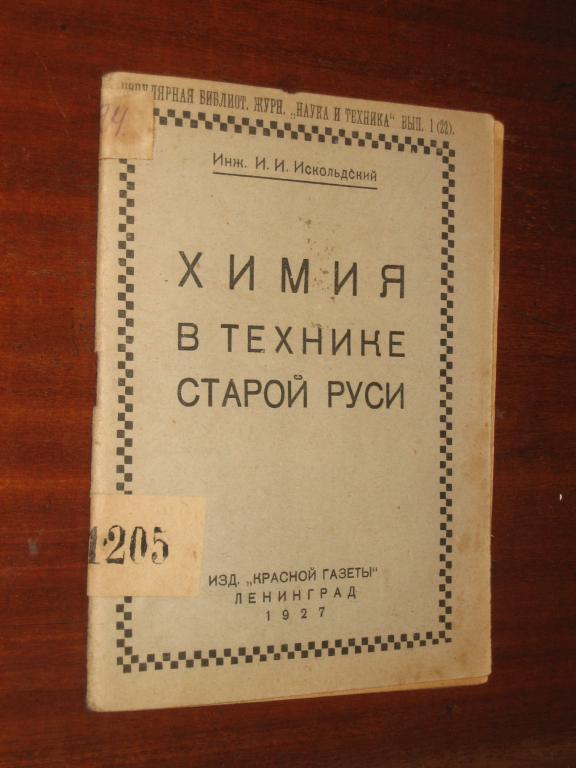 ПОПУЛЯРНАЯ БИБЛИОТ. ЖУРН. „НАУКА И ТЕХНИКА“ ВЫП. 1 (22).
Инж. И. И. Искольдский
ХИМИЯ
В ТЕХНИКЕ
СТАРОЙ РУСИ
1205
ИЗД. „КРАСНОЙ ГАЗЕТЫ“
ЛЕНИНГРАД
1927